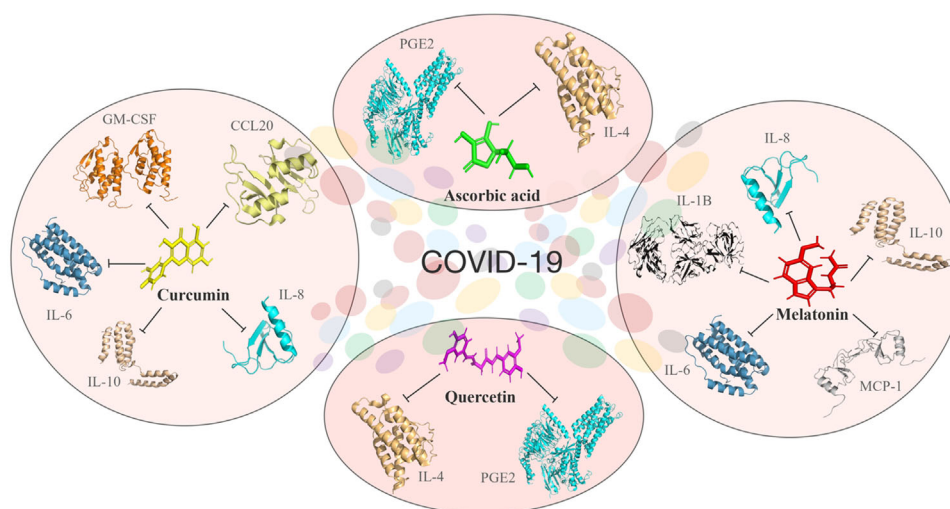 PGE2
IL-4
Ascorbic acid
GM-CSF
CCL20
IL-6
Curcumin
IL-8
IL-10
COVID-19
IL-8
IL-1B
IL-10
Melatonin
IL-6
MCP-1
Quercetin
IL-4
PGE2